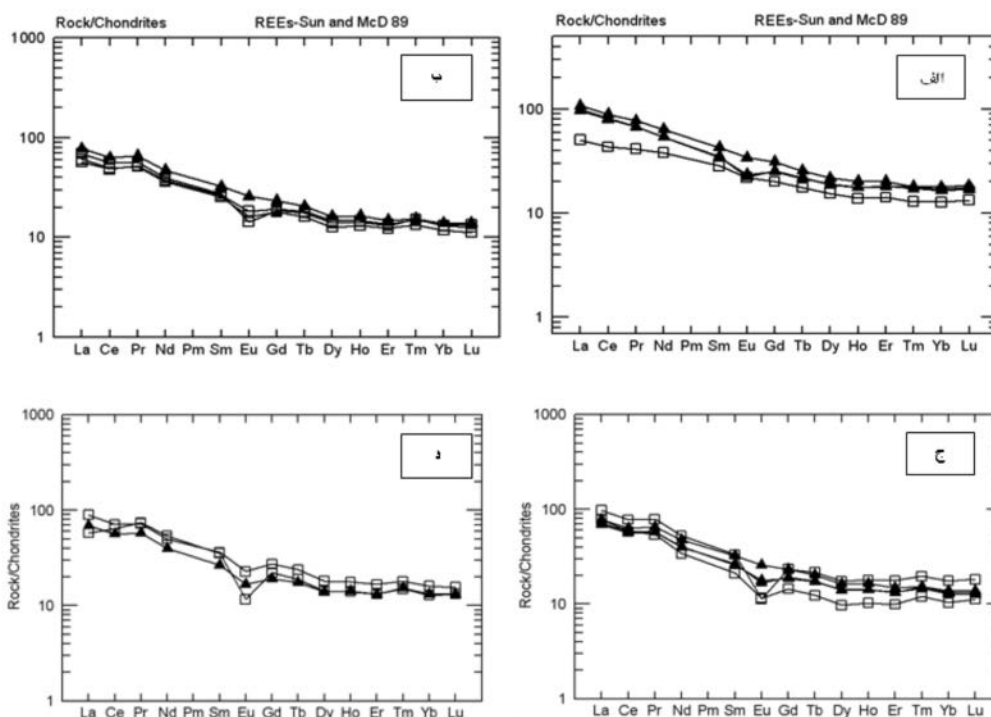 Rock/Chondrites REEs-Sun and McD 89
1000
100
10
1
ب
La Ce Pr Nd Pm Sm Eu Gd Tb Dy Ho Er Tm Yb Lu
Rock/Chondrites REEs-Sun and McD 89
100
10
1
الف
La Ce Pr Nd Pm Sm Eu Gd Tb Dy Ho Er Tm Yb Lu
1000
100
10
1
Rock/Chondrites
د
La Ce Pr Nd Pm Sm Eu Gd Tb Dy Ho Er Tm Yb Lu
1000
100
10
1
Rock/Chondrites
ج
La Ce Pr Nd Pm Sm Eu Gd Tb Dy Ho Er Tm Yb Lu